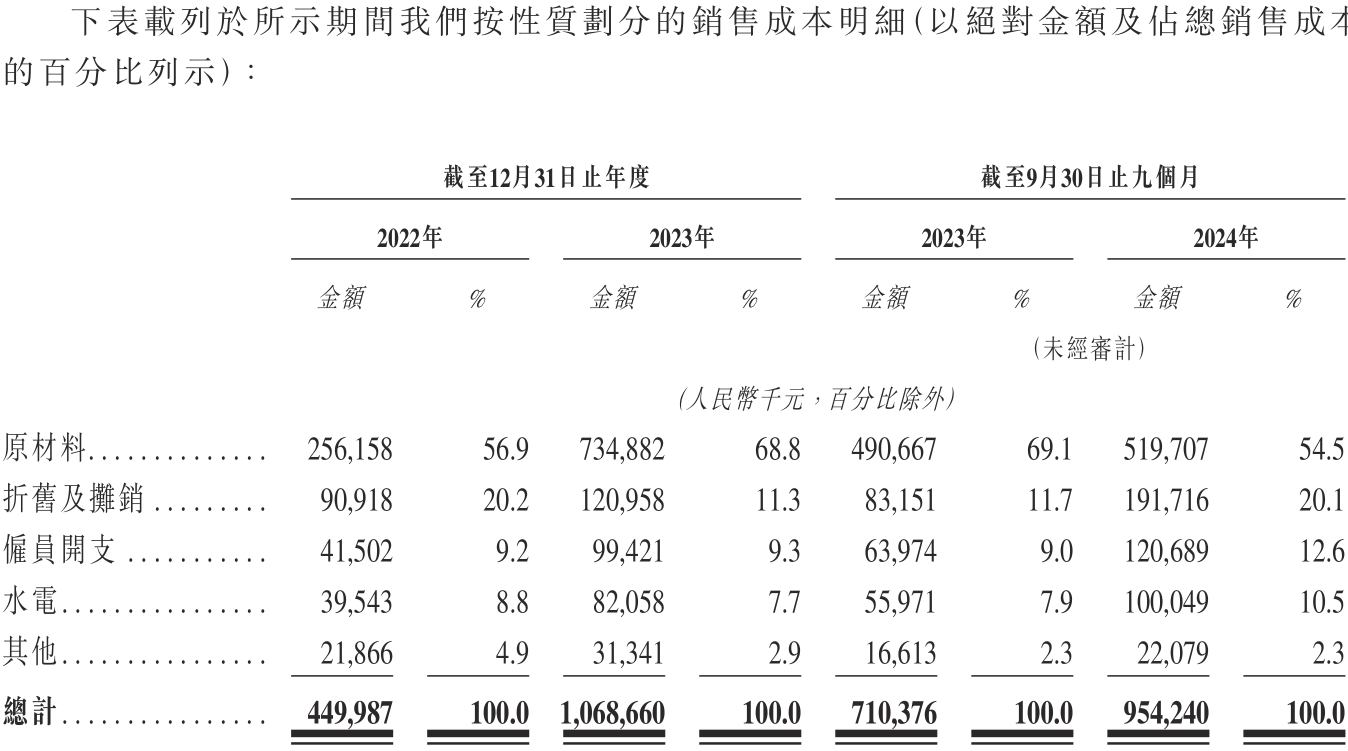 下表載列於所示期間我們按性質劃分的銷售成本明細(以絕對金額及佔總銷售成本
的百分比列示)：
截至12月31日止年度 截至9月30日止九個月
2022年 2023年 2023年 2024年
金額 % 金額 % 金額 % 金額 %
(未經審計)
(人民幣千元，百分比除外)
原材料.............. 256,158 56.9 734,882 68.8 490,667 69.1 519,707 54.5
折舊及攤銷 ......... 90,918 20.2 120,958 11.3 83,151 11.7 191,716 20.1
僱員開支 ........... 41,502 9.2 99,421 9.3 63,974 9.0 120,689 12.6
水電................ 39,543 8.8 82,058 7.7 55,971 7.9 100,049 10.5
其他................ 21,866 4.9 31,341 2.9 16,613 2.3 22,079 2.3
總計................ 449,987 100.0 1,068,660 100.0 710,376 100.0 954,240 100.0